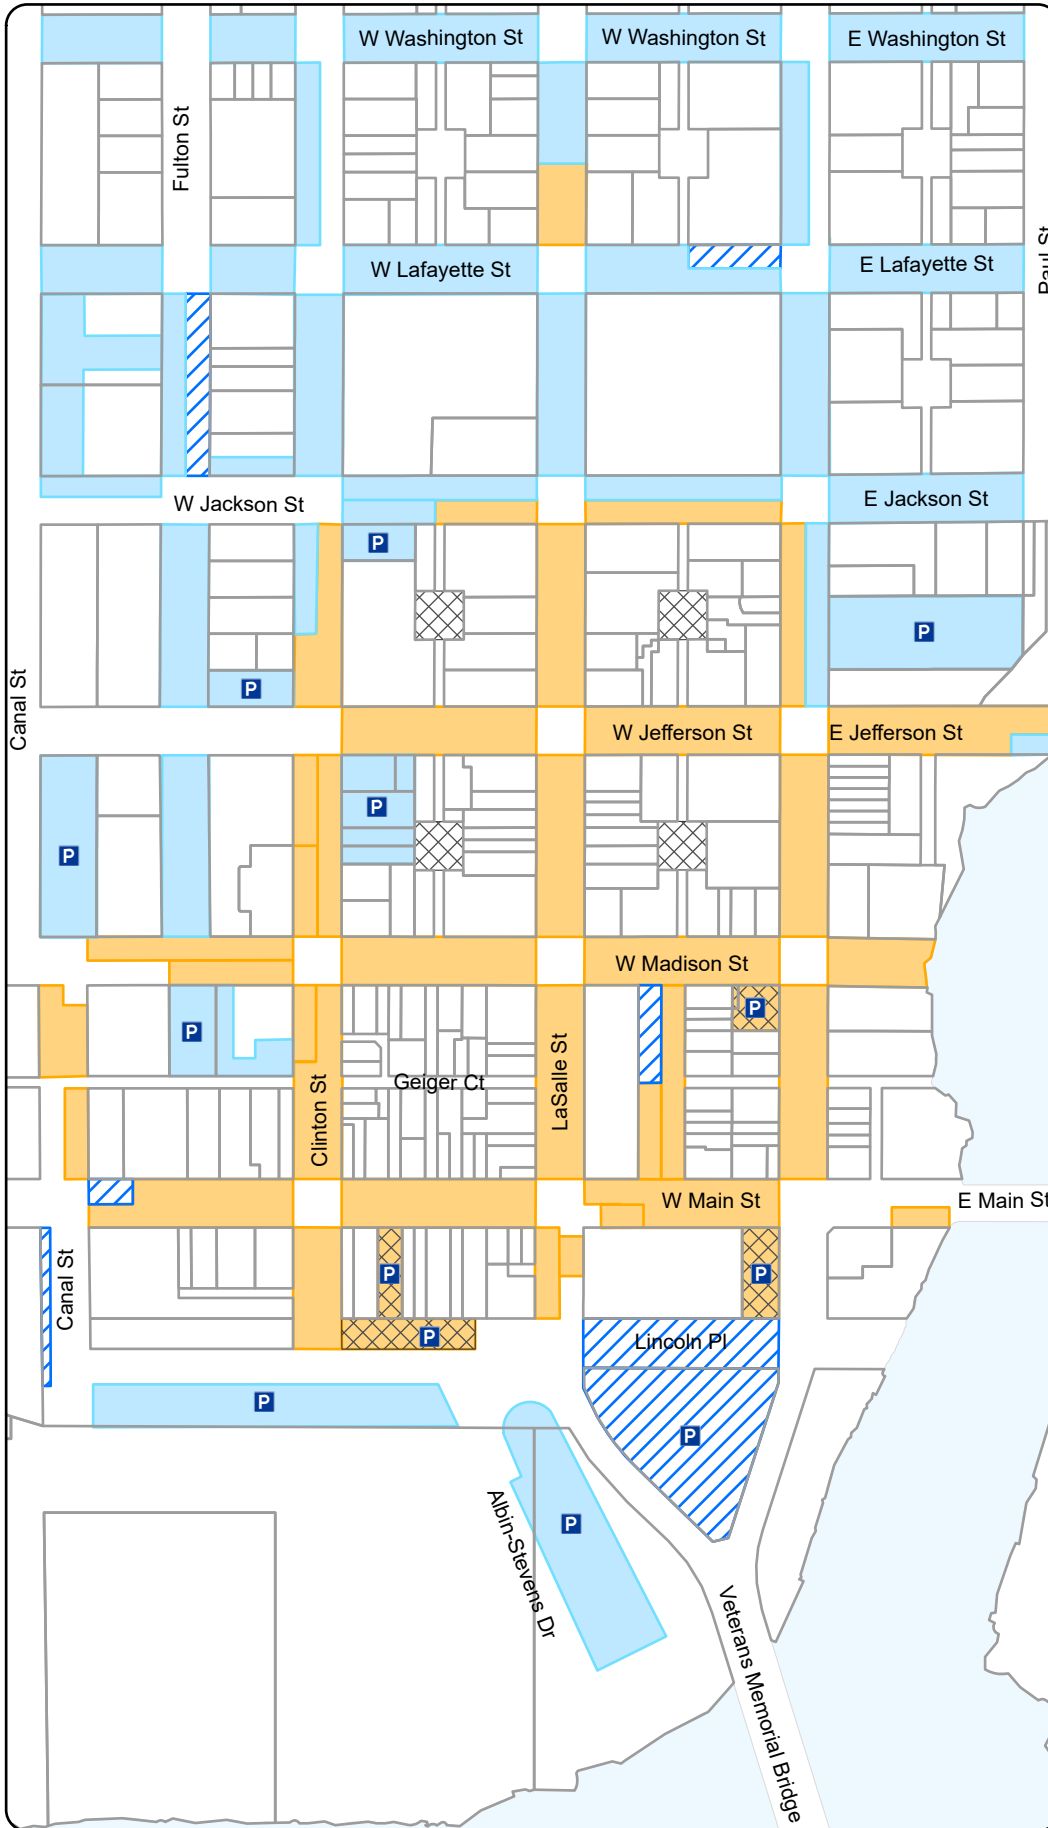 W Washington St
W Washington St
E Washington St
Fulton St
W Lafayette St
E Lafayette St
Paul St
W Jackson St
E Jackson St
P
P
P
Canal St
W Jefferson St
E Jefferson St
P
P
W Madison St
P
P
LaSalle St
Geiger Ct
Clinton St
W Main St
E Main St
Canal St
P
P
P
Lincoln Pl
P
P
Albin-Stevens Dr
P
Veterans Memorial Bridge